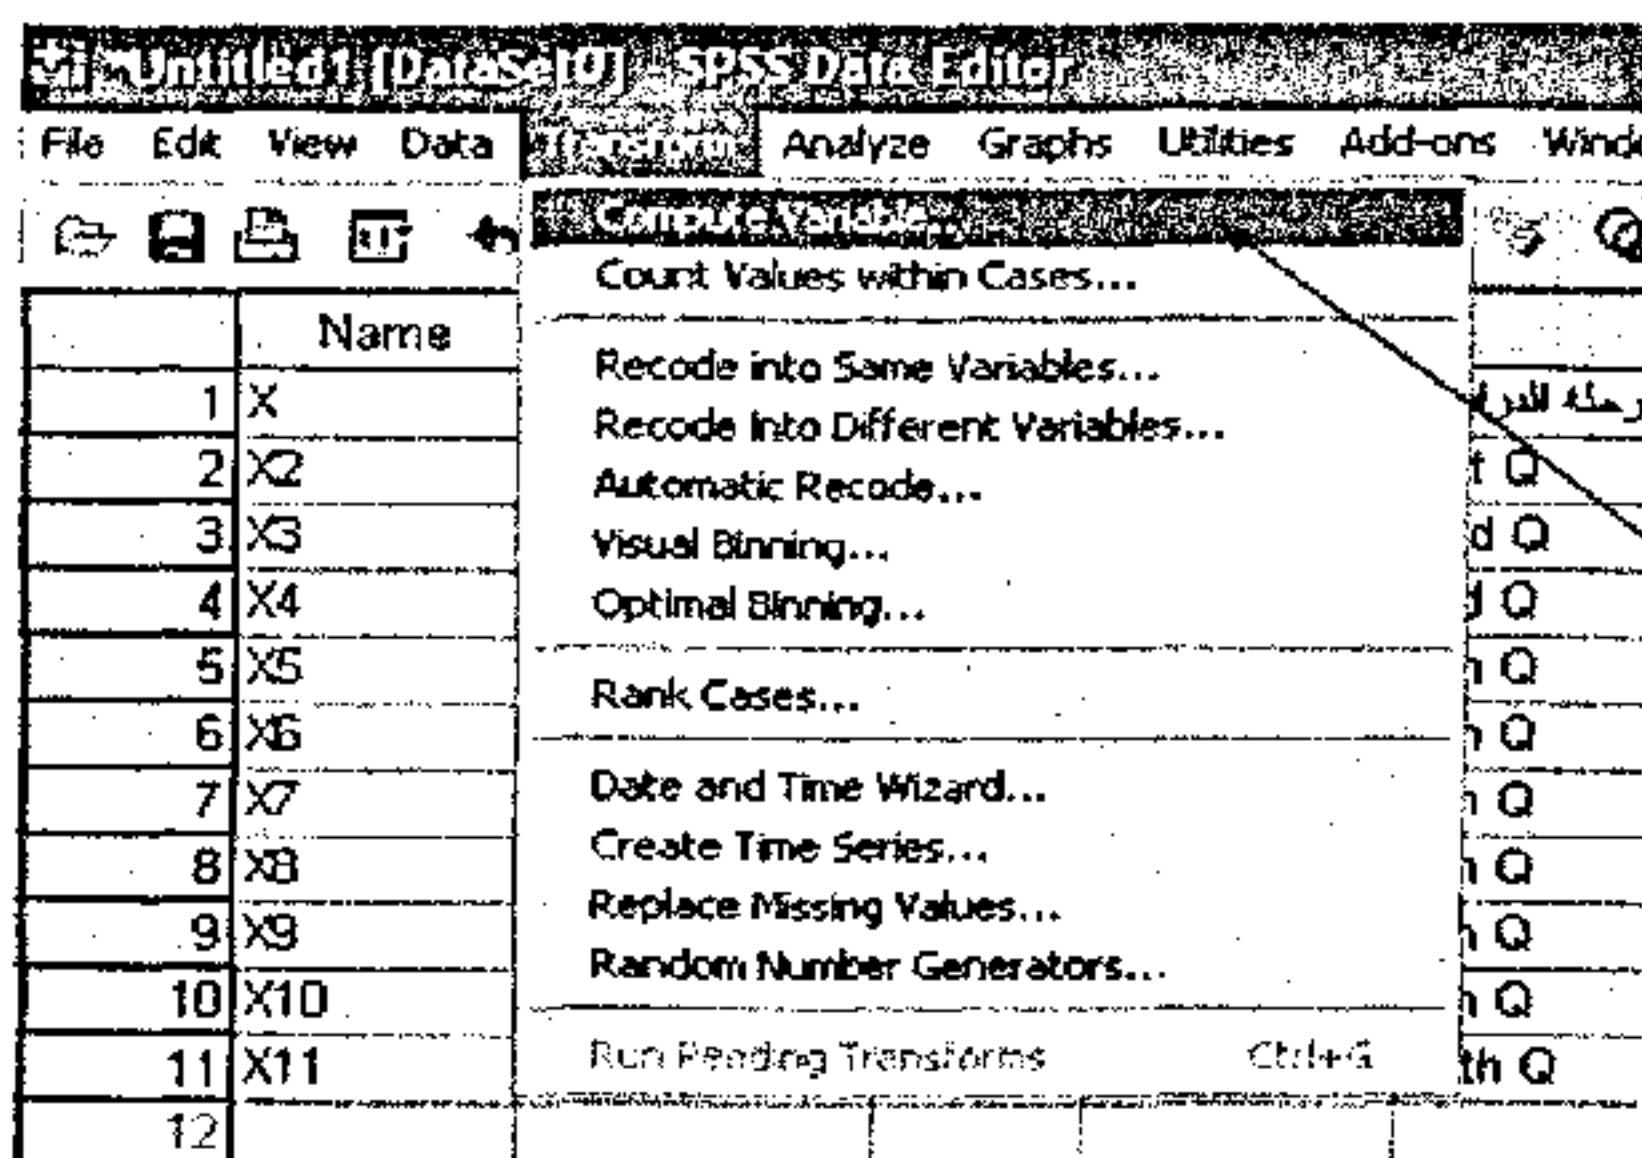 *Untitled1 [DataSet0] - SPSS Data Editor
File Edit View Data Transform Analyze Graphs Utilities Add-ons Windo
Compute Variable...
Count Values within Cases...
Recode into Same Variables...
Recode into Different Variables...
Automatic Recode...
Visual Binning...
Optimal Binning...
Rank Cases...
Date and Time Wizard...
Create Time Series...
Replace Missing Values...
Random Number Generators...
Run Pending Transforms Ctrl+G
Name
1 X
2 X2 t Q
3 X3 d Q
4 X4 d Q
5 X5 h Q
6 X6 h Q
7 X7 h Q
8 X8 h Q
9 X9 h Q
10 X10 h Q
11 X11 th Q
12